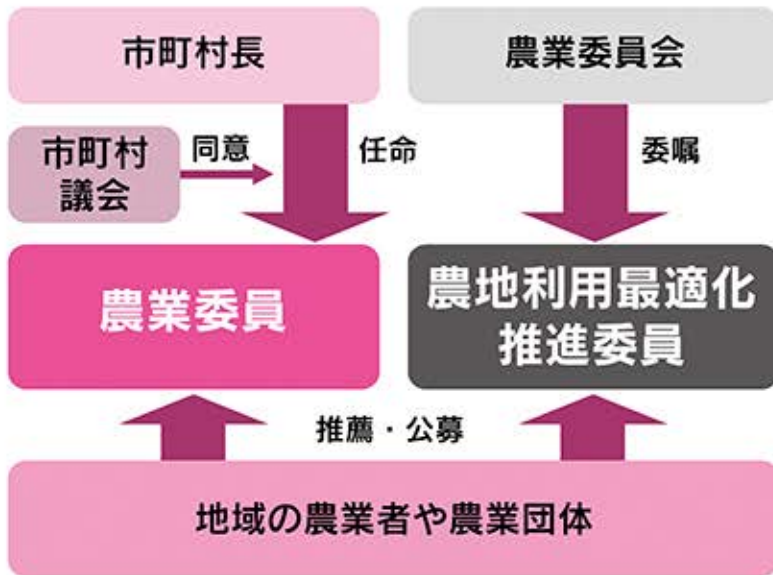 市町村長
農業委員会
市町村
議会
同意
任命
委嘱
農業委員
農地利用最適化
推進委員
推薦・公募
地域の農業者や農業団体